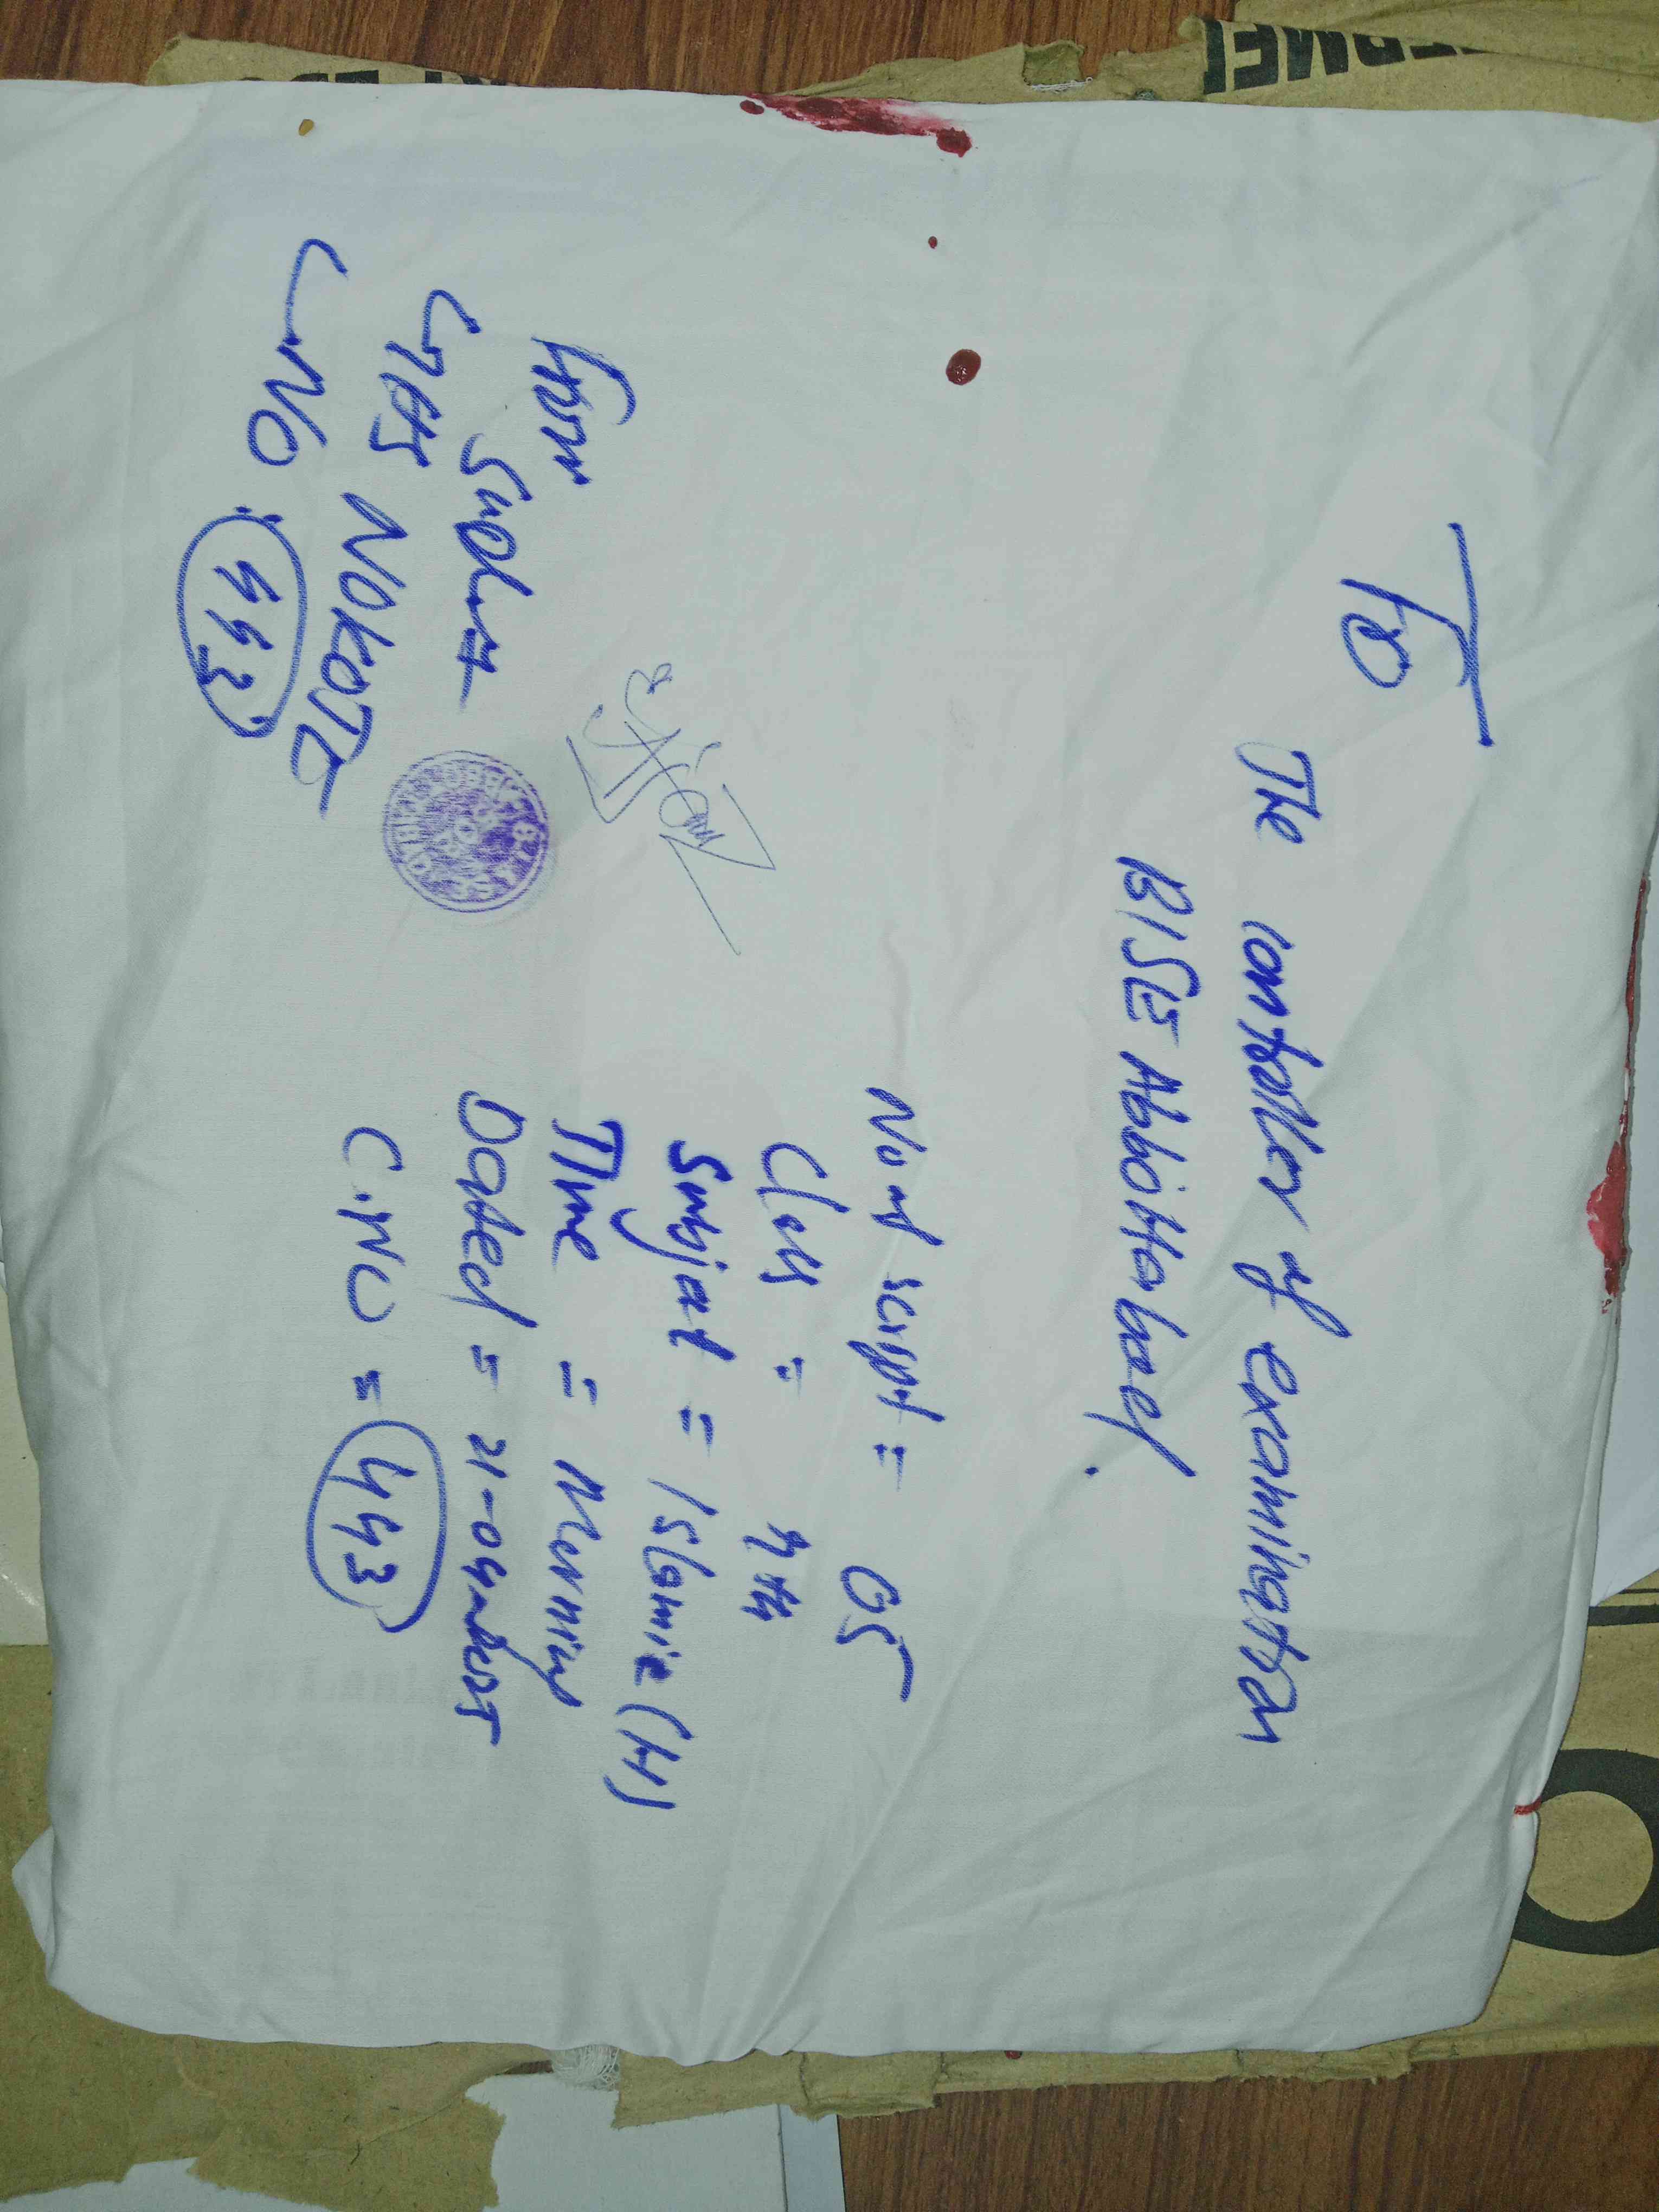 To
The controller of examination
BISE Abbottabad.
No of script = 05
Class = 9th
Subject = Islamic (H)
Time = Morning
Dated = 21-04-2025
C.NO = 443
From
Supdt
GHS NOKOTE
C NO: 443